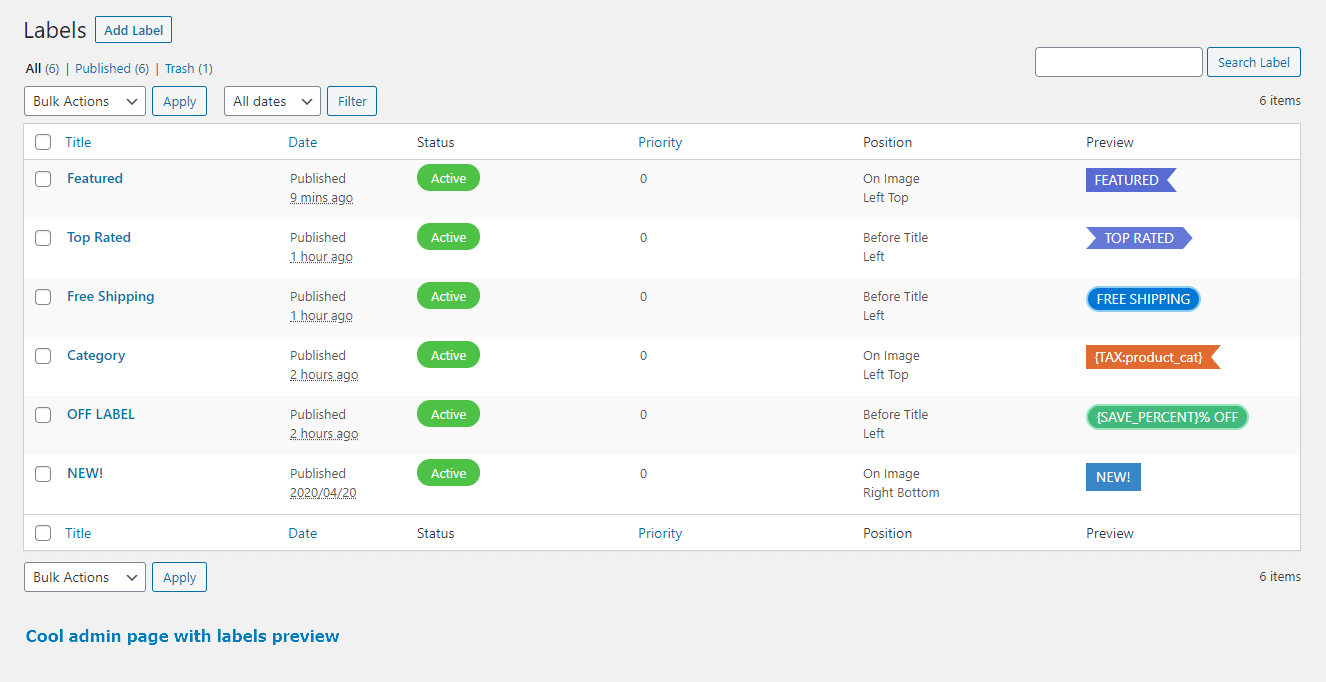 Labels Add Label
All (6) | Published (6) | Trash (1)
Search Label
Bulk Actions Apply All dates Filter
6 items
Title Date Status Priority Position Preview
Featured Published Active 0 On Image FEATURED
9 mins ago Left Top
Top Rated Published Active 0 Before Title TOP RATED
1 hour ago Left
Free Shipping Published Active 0 Before Title FREE SHIPPING
1 hour ago Left
Category Published Active 0 On Image {TAX:product_cat}
2 hours ago Left Top
OFF LABEL Published Active 0 Before Title {SAVE_PERCENT}% OFF
2 hours ago Left
NEW! Published Active 0 On Image NEW!
2020/04/20 Right Bottom
Title Date Status Priority Position Preview
Bulk Actions Apply 6 items
Cool admin page with labels preview